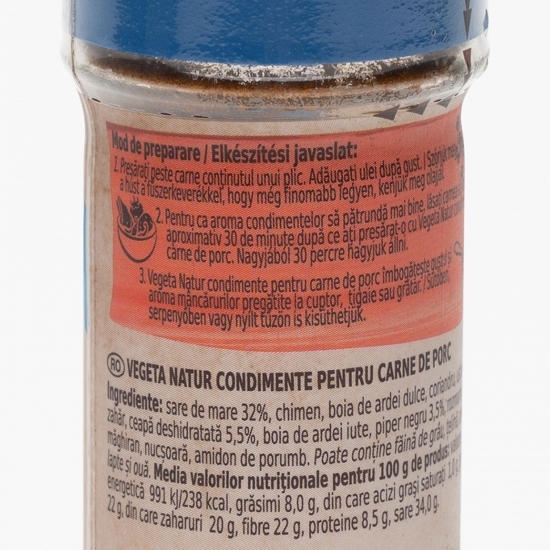 Mod de preparare / Elkészítési javaslat:
1. Presărați peste carne conținutul unui plic. Adăugați ulei după gust. / Szórjuk meg
a húst a fűszerkeverékkel, hogy még finomabb legyen, kenjük meg olajjal.
2. Pentru ca aroma condimentelor să pătrundă mai bine, lăsați carnea
aproximativ 30 de minute după ce ați presărat-o cu Vegeta Natur
carne de porc. Nagyjából 30 percre hagyjuk állni.
3. Vegeta Natur condimente pentru carne de porc îmbogățește gustul și
aroma mâncărurilor pregătite la cuptor, tigaie sau grătar. / Sütőben,
serpenyőben vagy nyílt tűzön is kisüthetjük.
RO VEGETA NATUR CONDIMENTE PENTRU CARNE DE PORC
Ingrediente: sare de mare 32%, chimen, boia de ardei dulce, coriandru,
zahăr, ceapă deshidratată 5,5%, boia de ardei iute, piper negru 3,5%,
măghiran, nucșoară, amidon de porumb. Poate conține făină de grâu,
lapte și ouă. Media valorilor nutriționale pentru 100 g de produs:
energetică 991 kJ/238 kcal, grăsimi 8,0 g, din care acizi grași saturați
22 g, din care zaharuri 20 g, fibre 22 g, proteine 8,5 g, sare 34,0 g.